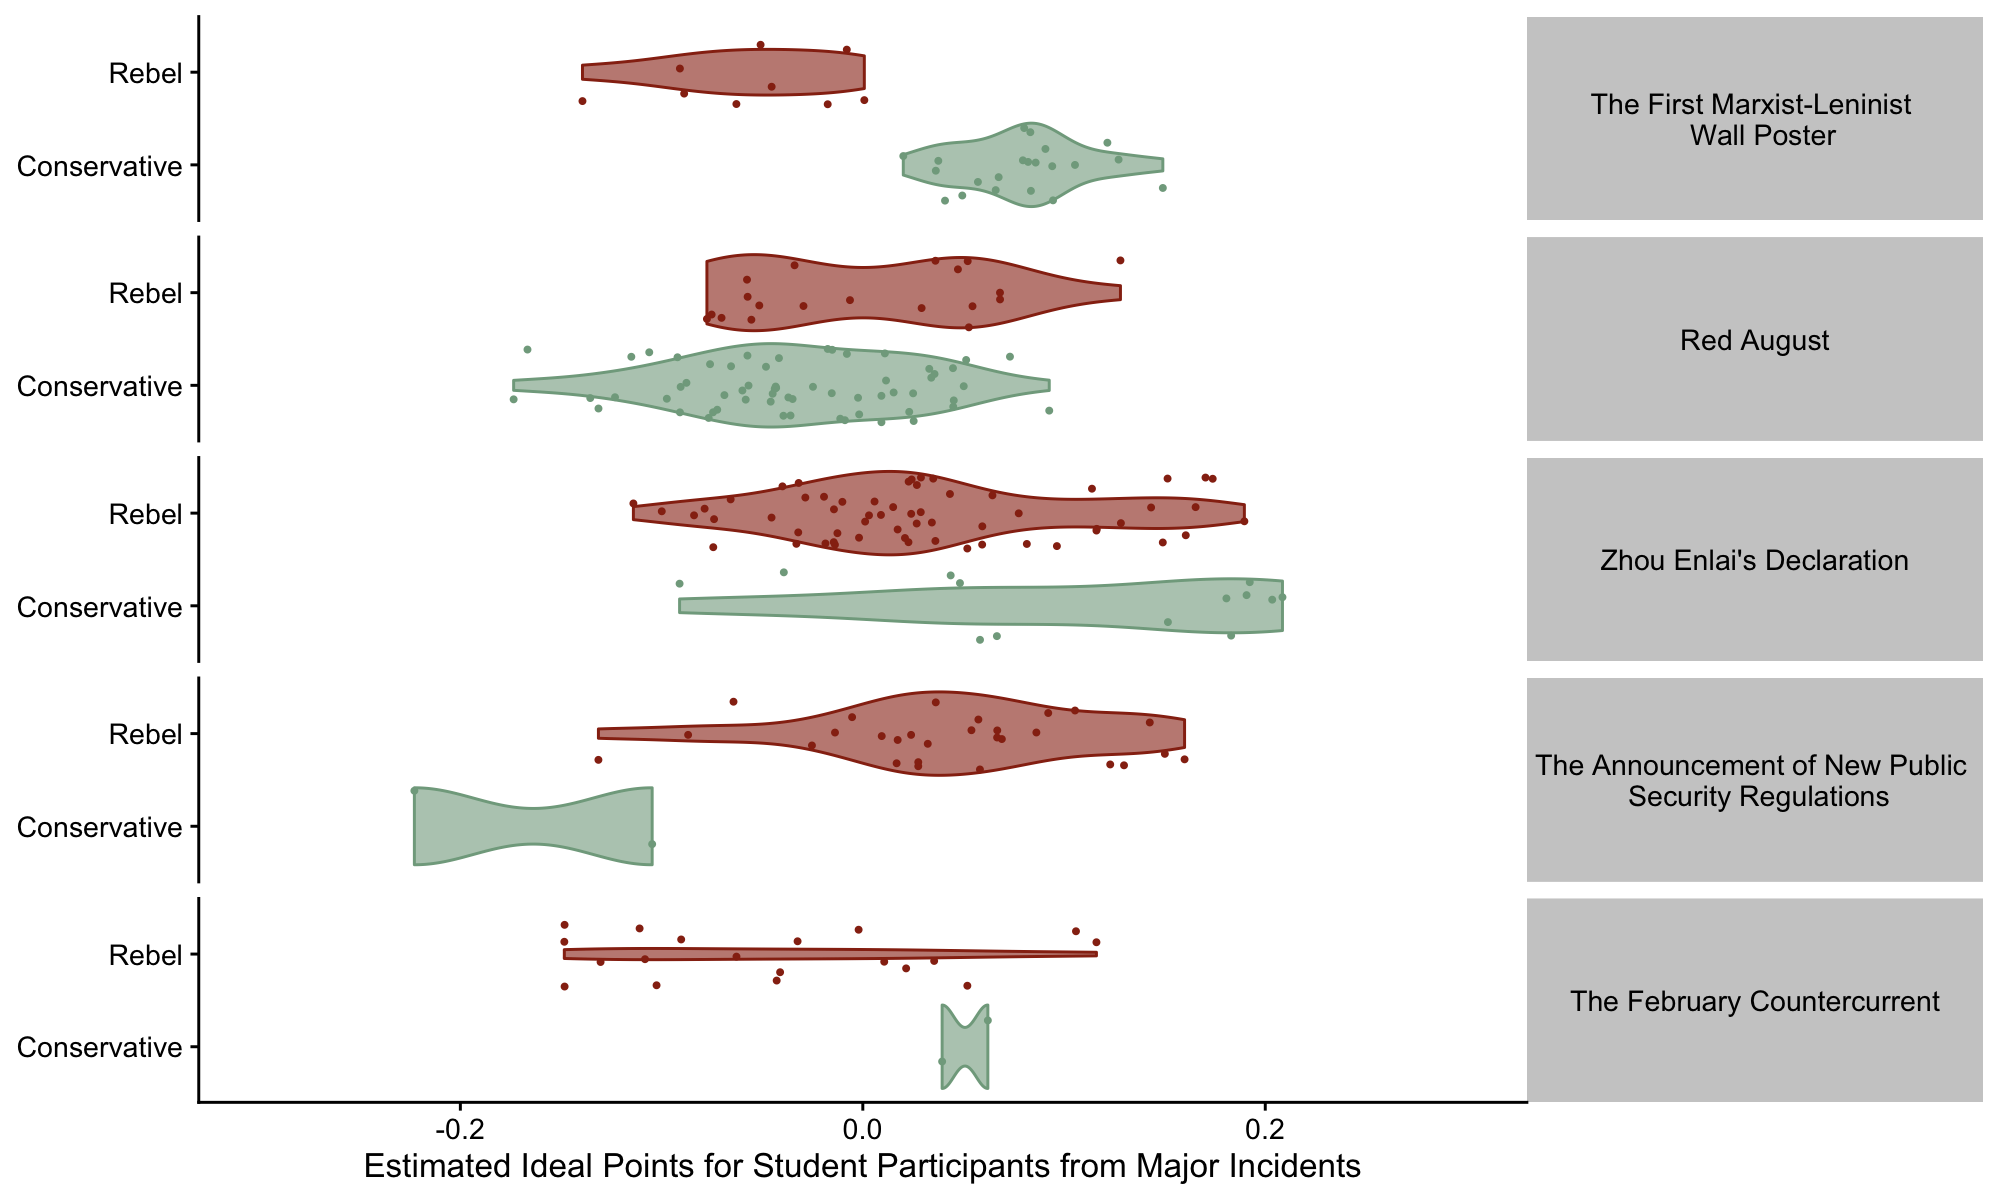 Rebel
Conservative
The First Marxist-Leninist
Wall Poster
Rebel
Conservative
Red August
Rebel
Conservative
Zhou Enlai's Declaration
Rebel
Conservative
The Announcement of New Public
Security Regulations
Rebel
Conservative
The February Countercurrent
-0.2 0.0 0.2
Estimated Ideal Points for Student Participants from Major Incidents